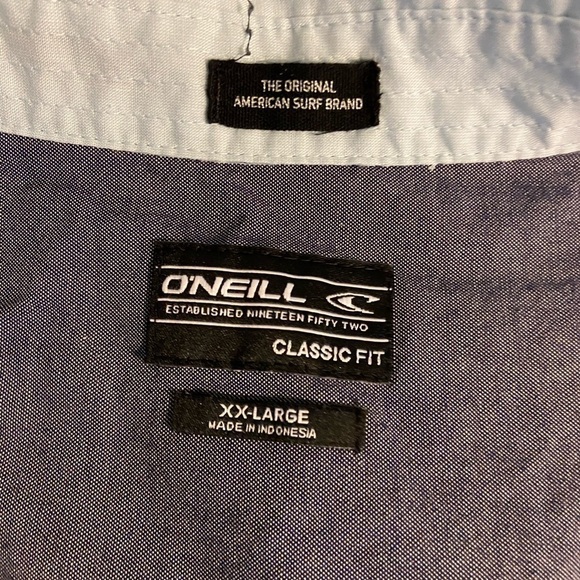 THE ORIGINAL
AMERICAN SURF BRAND
O'NEILL
ESTABLISHED NINETEEN FIFTY TWO
CLASSIC FIT
XX-LARGE
MADE IN INDONESIA